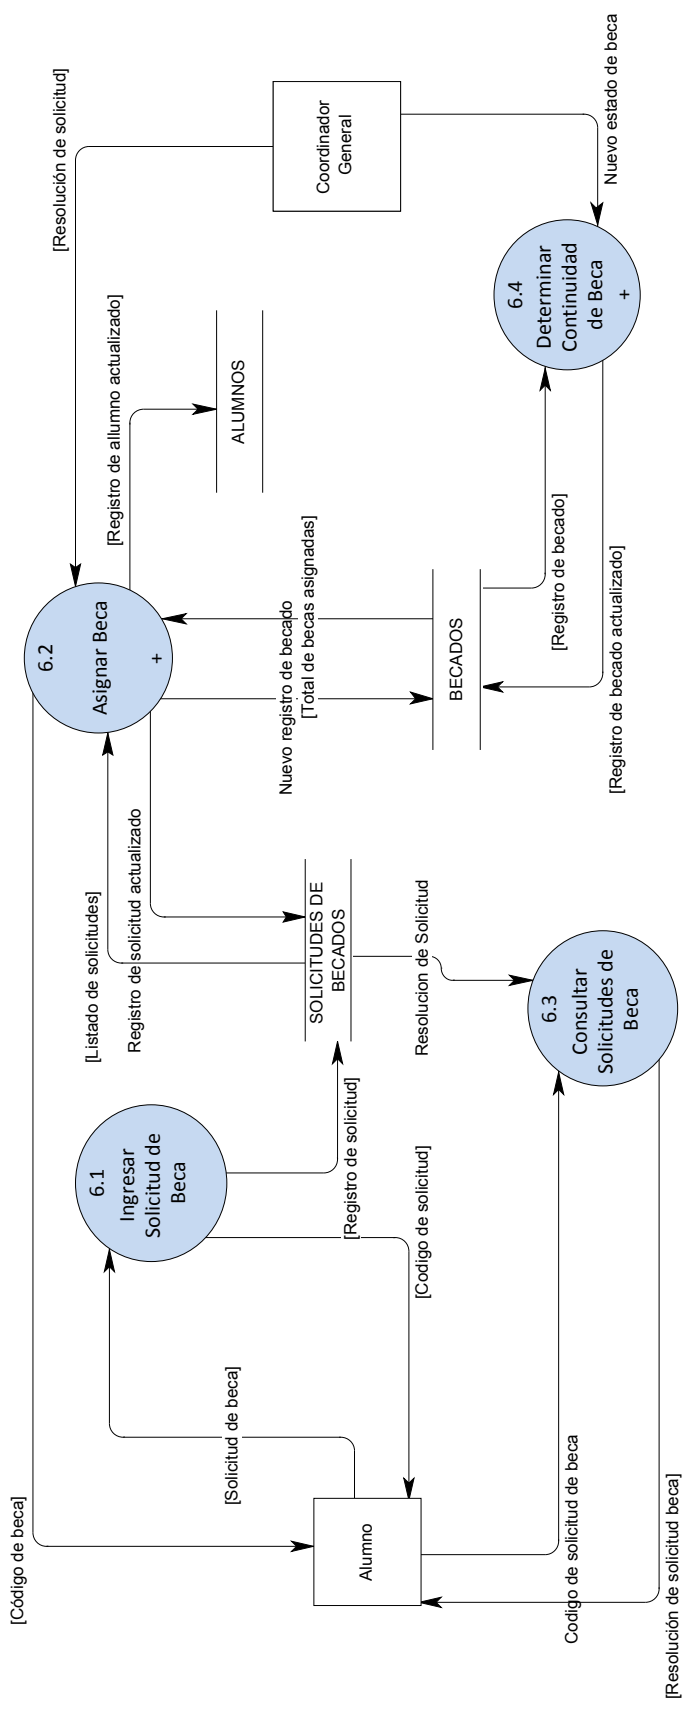 [Código de beca]
[Resolución de solicitud]
6.2
Asignar Beca
+
[Listado de solicitudes]
Registro de solicitud actualizado
[Registro de allumno actualizado]
6.1
Ingresar
Solicitud de
Beca
[Solicitud de beca]
ALUMNOS
Nuevo registro de becado
[Total de becas asignadas]
Coordinador
General
SOLICITUDES DE
BECADOS
[Registro de solicitud]
Alumno
[Codigo de solicitud]
Resolucion de Solicitud
BECADOS
6.4
Determinar
Continuidad
de Beca
+
[Registro de becado]
Nuevo estado de beca
6.3
Consultar
Solicitudes de
Beca
Codigo de solicitud de beca
[Registro de becado actualizado]
[Resolución de solicitud beca]